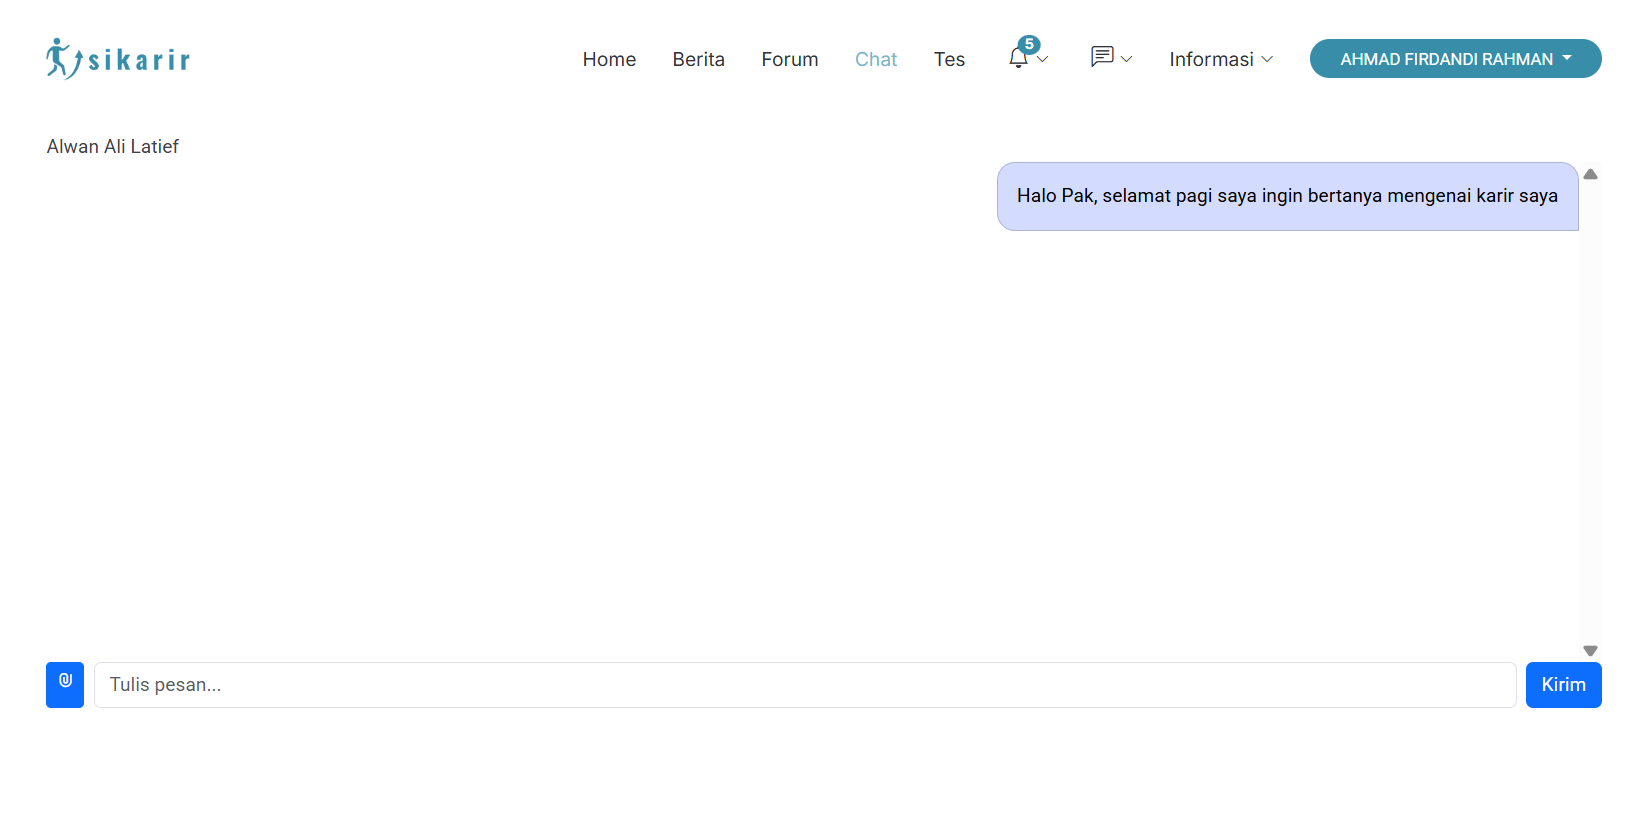 sikarir
Home Berita Forum Chat Tes 5 Informasi AHMAD FIRDANDI RAHMAN
Alwan Ali Latief
Halo Pak, selamat pagi saya ingin bertanya mengenai karir saya
Tulis pesan... Kirim